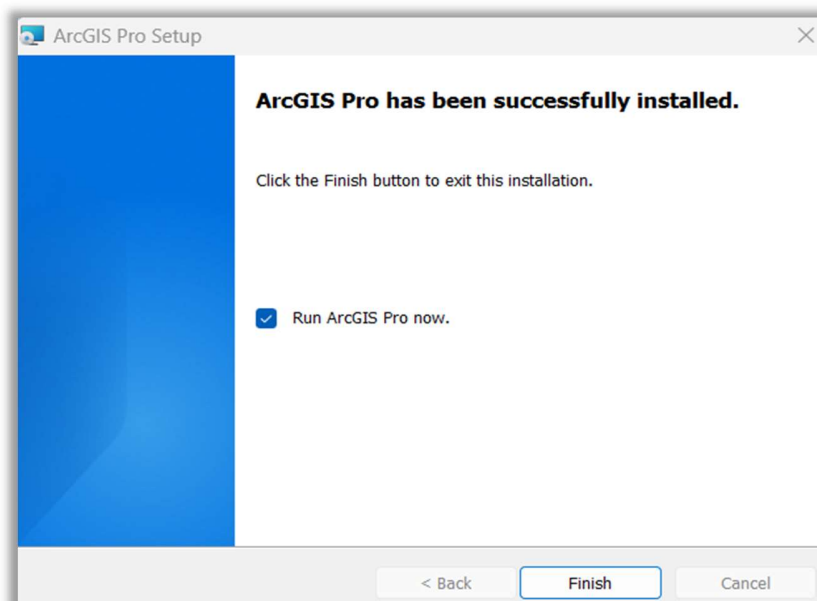 ArcGIS Pro Setup
ArcGIS Pro has been successfully installed.
Click the Finish button to exit this installation.
Run ArcGIS Pro now.
< Back Finish Cancel